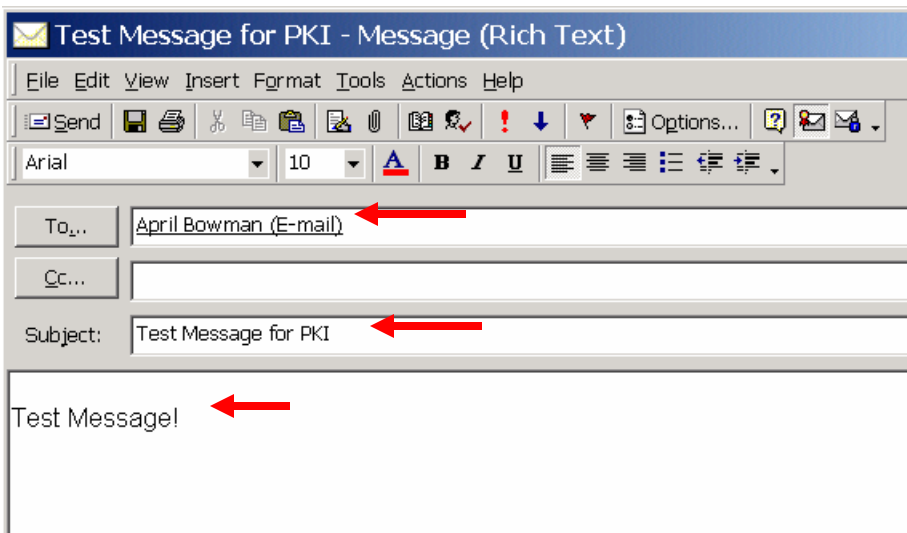 Test Message for PKI - Message (Rich Text)
File Edit View Insert Format Tools Actions Help
Send Options...
Arial 10 A B I U
To... April Bowman (E-mail)
Cc...
Subject: Test Message for PKI
Test Message!